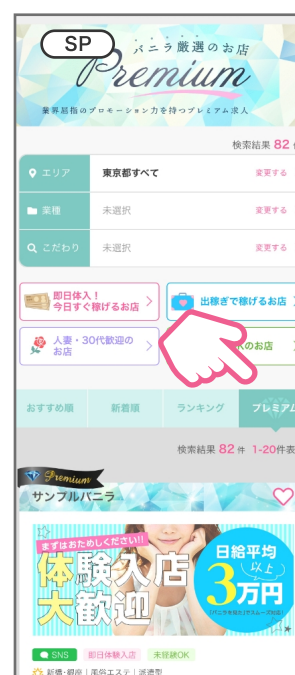 SP
バニラ厳選のお店
Premium
業界屈指のプロモーション力を持つプレミアム求人
検索結果 82
エリア 東京都すべて 変更する
業種 未選択 変更する
こだわり 未選択 変更する
即日体入！
今日すぐ稼げるお店
出稼ぎで稼げるお店
人妻・30代歓迎の
お店
のお店
おすすめ順 新着順 ランキング プレミアム
検索結果 82 件 1-20件表
Premium
サンプルバニラ
まずはおためしください!!
体験入店
大歓迎
日給平均
以上
3万円
SNS 即日体験入店 未経験OK
新橋・銀座｜風俗エステ｜派遣型